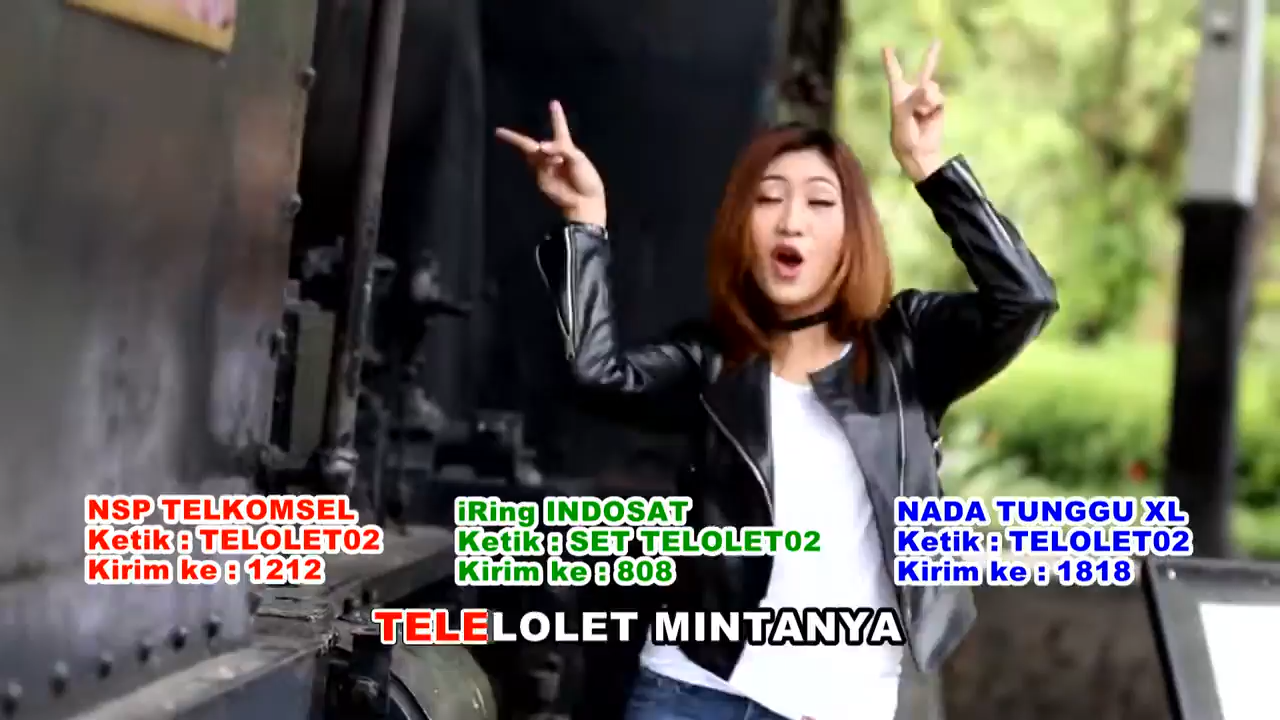 NSP TELKOMSEL
Ketik : TELOLET02
Kirim ke : 1212
iRing INDOSAT
Ketik : SET TELOLET02
Kirim ke : 808
NADA TUNGGU XL
Ketik : TELOLET02
Kirim ke : 1818
TELELOLET MINTANYA